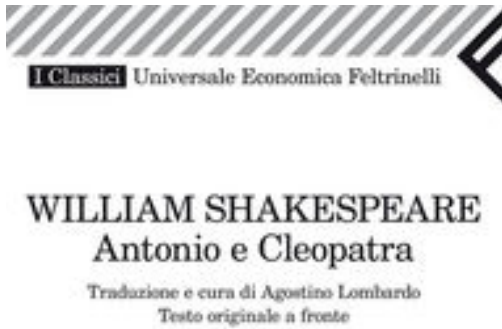 I Classici Universale Economica Feltrinelli
WILLIAM SHAKESPEARE
Antonio e Cleopatra
Traduzione e cura di Agostino Lombardo
Testo originale a fronte